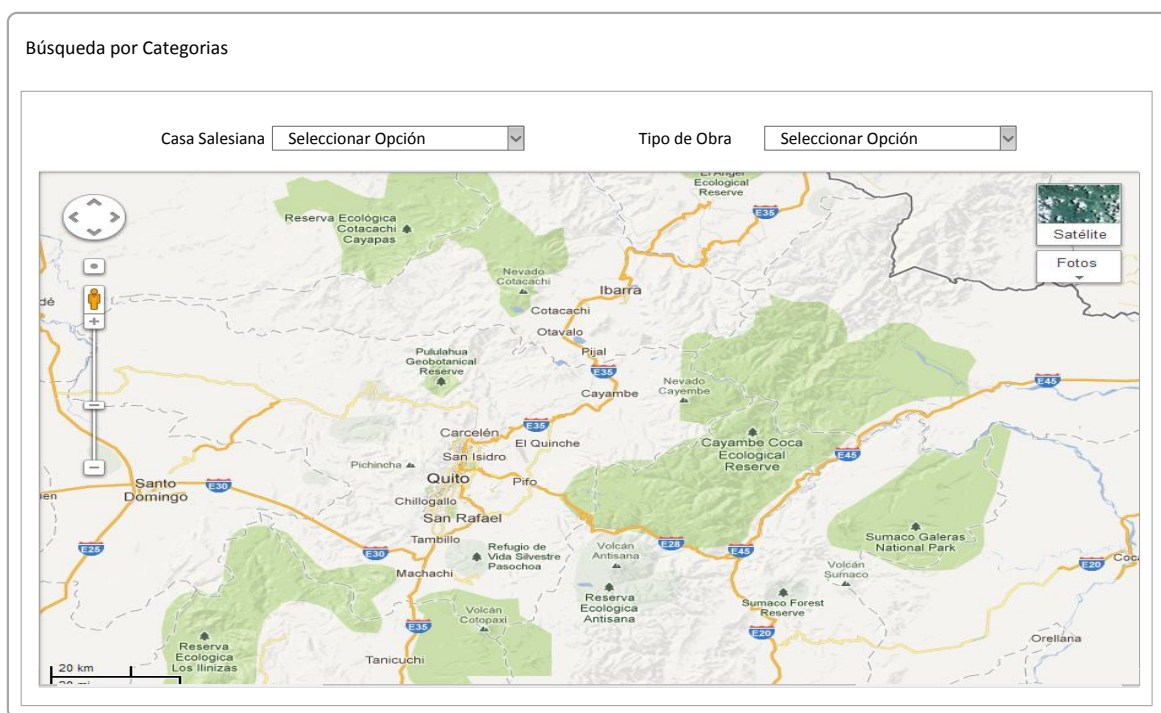 Búsqueda por Categorias
Casa Salesiana Seleccionar Opción Tipo de Obra Seleccionar Opción
El Angel
Ecological
Reserve
Satélite
Fotos
E35
Reserva Ecológica
Cotacachi
Cayapas
Nevado
Cotacachi
Ibarra
Cotacachi
Otavalo
Pijal
Pululahua
Geobotanical
Reserve
E35
Nevado
Cayembe
Cayambe
E45
E35
Carcelén
El Quinche
San Isidro
Cayambe Coca
Ecological
Reserve
E45
Pichincha
Quito
Pifo
Santo
Domingo
E30
Chillogallo
San Rafael
Tambillo
E25
E30
Refugio de
Vida Silvestre
Pasochoa
Volcán
Antisana
E28
E45
Sumaco Galeras
National Park
E20
Coca
Machachi
Volcán
Sumaco
Reserva
Ecologica
Antisana
Sumaco Forest
Reserve
Volcán
Cotopaxi
E35
E20
Orellana
Reserva
Ecologica
Los Ilinizas
Tanicuchi
20 km
20 mi